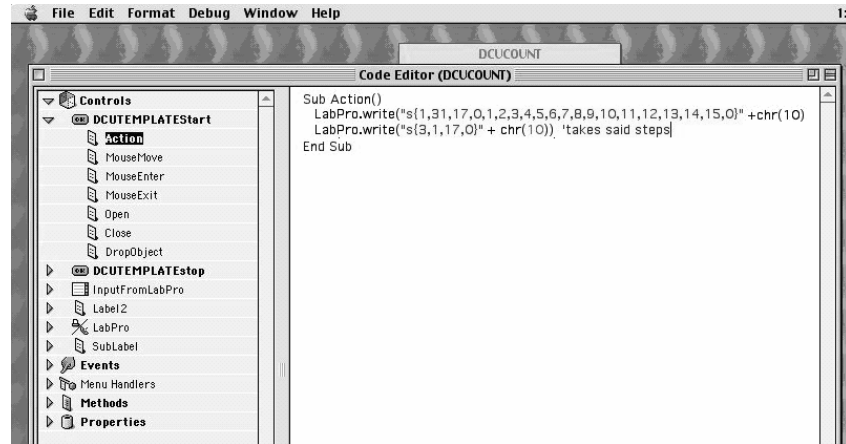 File Edit Format Debug Window Help
DCUCOUNT
Code Editor (DCUCOUNT)
Controls
DCUTEMPLATEStart
Action
MouseMove
MouseEnter
MouseExit
Open
Close
DropObject
DCUTEMPLATEstop
InputFromLabPro
Label2
LabPro
SubLabel
Events
Menu Handlers
Methods
Properties
Sub Action()
LabPro.write("s{1,31,17,0,1,2,3,4,5,6,7,8,9,10,11,12,13,14,15,0}" +chr(10)
LabPro.write("s{3,1,17,0}" + chr(10)) 'takes said steps
End Sub